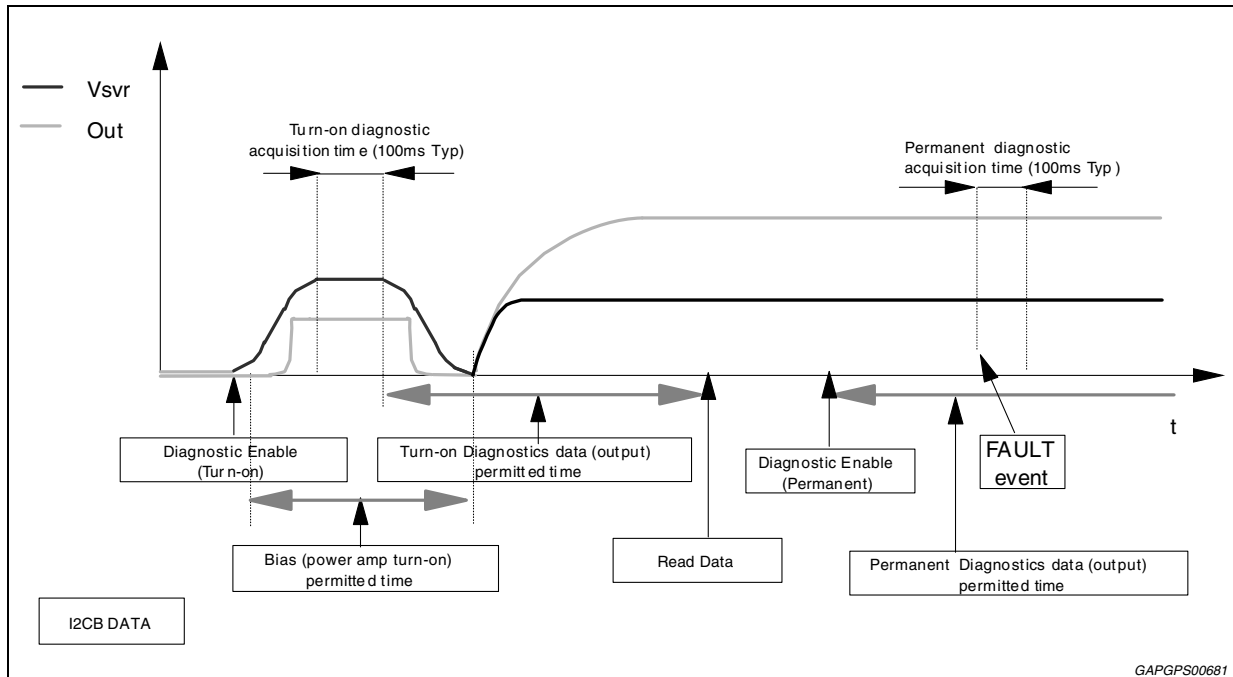 Vsvr
Out
Turn-on diagnostic
acquisition time (100ms Typ)
Permanent diagnostic
acquisition time (100ms Typ)
t
Diagnostic Enable
(Turn-on)
Turn-on Diagnostics data (output)
permitted time
Diagnostic Enable
(Permanent)
FAULT
event
Bias (power amp turn-on)
permitted time
Read Data
Permanent Diagnostics data (output)
permitted time
I2CB DATA
GAPGPS00681